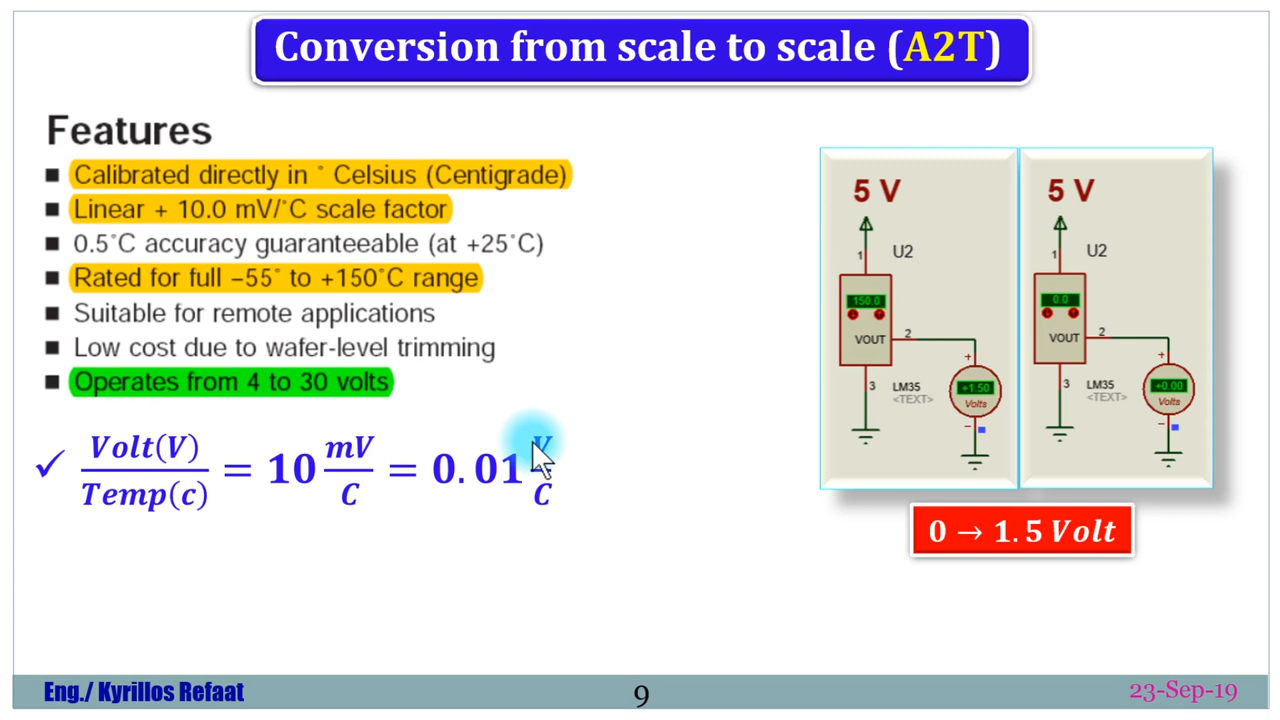 Conversion from scale to scale (A2T)
Features
■ Calibrated directly in ˚ Celsius (Centigrade)
■ Linear + 10.0 mV/˚C scale factor
■ 0.5˚C accuracy guaranteeable (at +25˚C)
■ Rated for full −55˚ to +150˚C range
■ Suitable for remote applications
■ Low cost due to wafer-level trimming
■ Operates from 4 to 30 volts
✓ Volt(V) / Temp(c) = 10 mV / C = 0.01 V / C
5 V
1
U2
150.0
VOUT
2
3
LM35
<TEXT>
+
+1.50
Volts
−
5 V
1
U2
0.0
VOUT
2
3
LM35
<TEXT>
+
+0.00
Volts
−
0 → 1.5 Volt
Eng./ Kyrillos Refaat
9
23-Sep-19